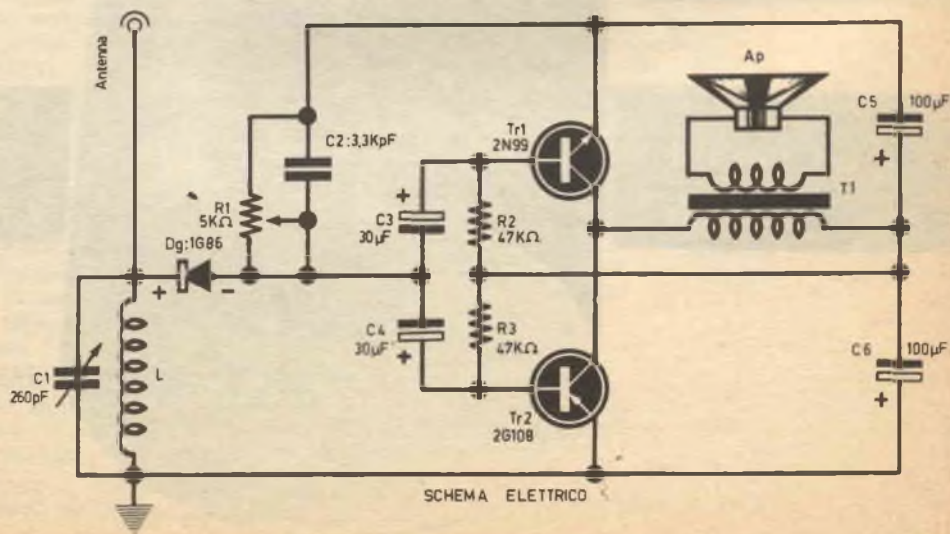 Antenna
C2:3,3KpF
R1
5KΩ
Dg:1G86
+
-
C1
260pF
L
+
C3
30µF
Tr1
2N99
R2
47KΩ
C4
30µF
+
R3
47KΩ
Tr2
2G108
Ap
T1
C5
100µF
+
C6
100µF
+
SCHEMA ELETTRICO